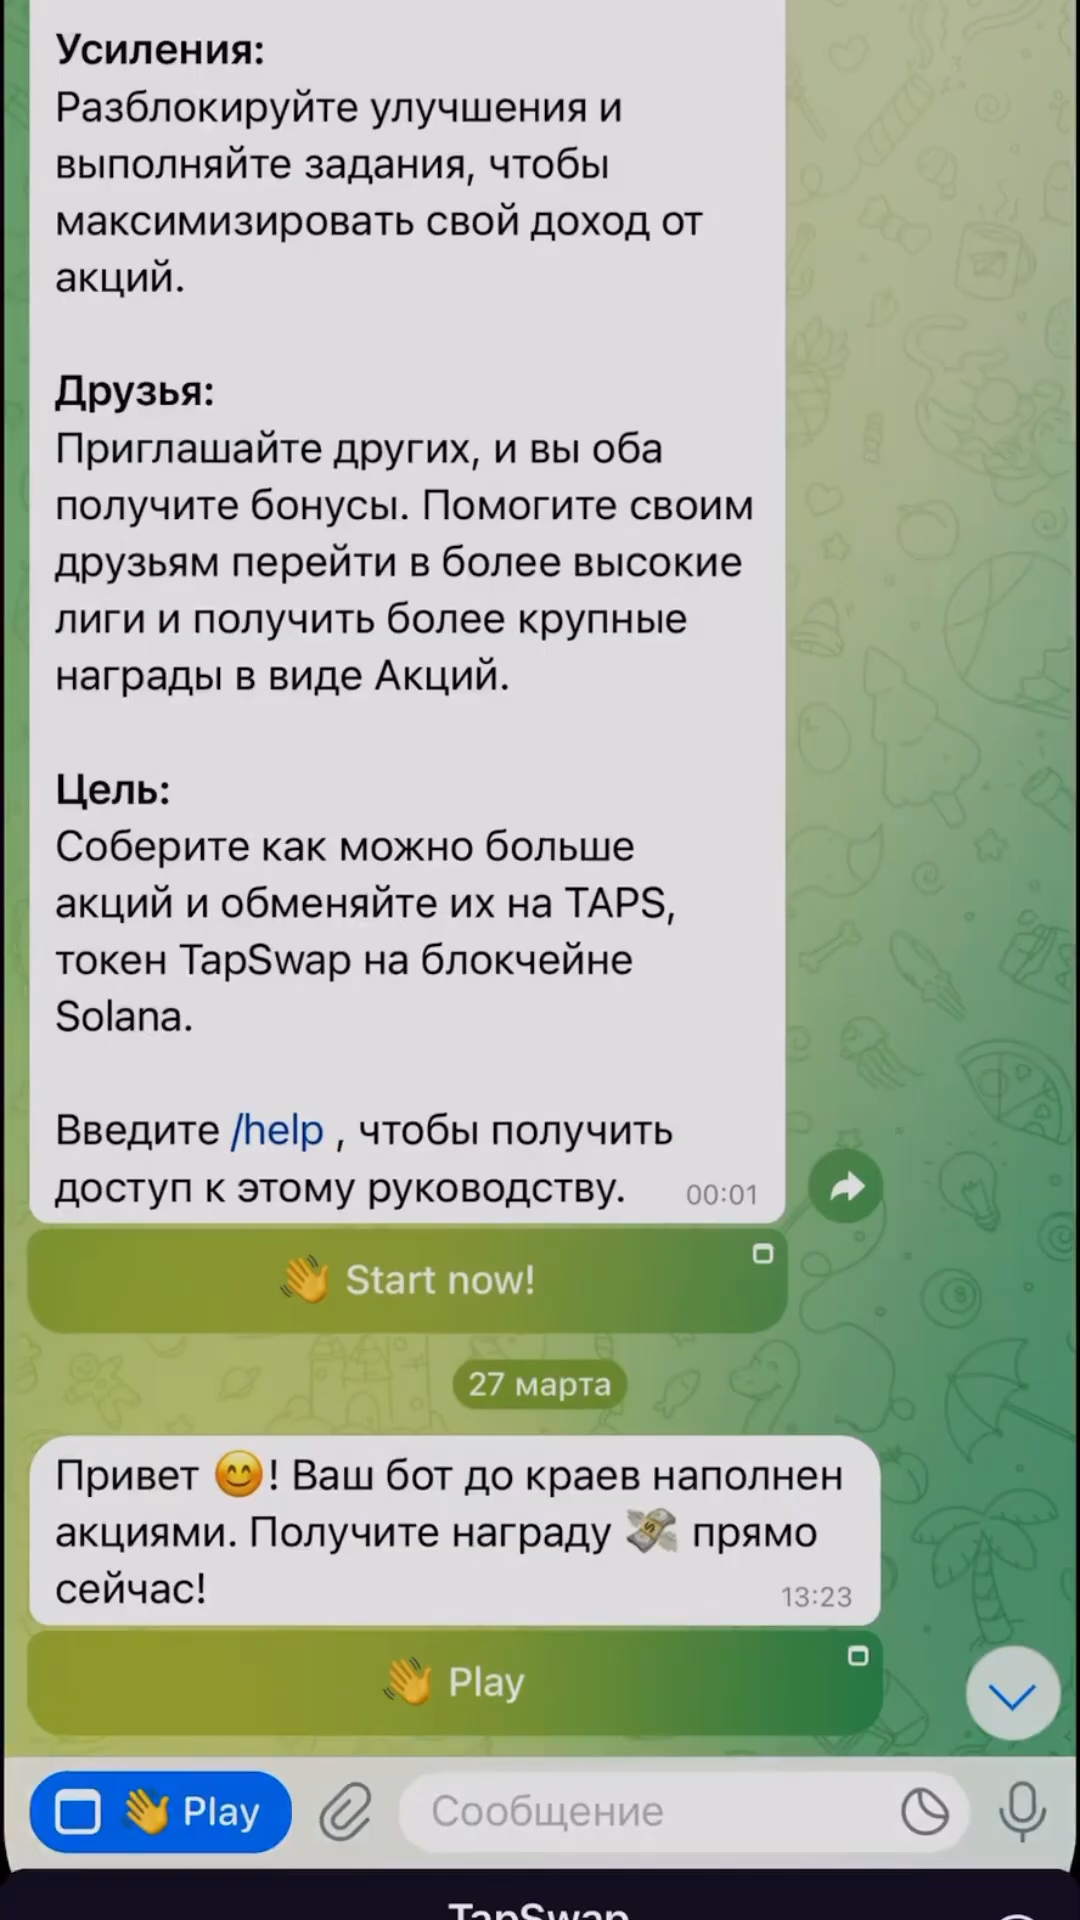 Усиления:
Разблокируйте улучшения и
выполняйте задания, чтобы
максимизировать свой доход от
акций.
Друзья:
Приглашайте других, и вы оба
получите бонусы. Помогите своим
друзьям перейти в более высокие
лиги и получить более крупные
награды в виде Акций.
Цель:
Соберите как можно больше
акций и обменяйте их на TAPS,
токен TapSwap на блокчейне
Solana.
Введите /help , чтобы получить
доступ к этому руководству. 00:01
👋 Start now!
27 марта
Привет 😊! Ваш бот до краев наполнен
акциями. Получите награду 💸 прямо
сейчас! 13:23
👋 Play
👋 Play Сообщение
TapSwap